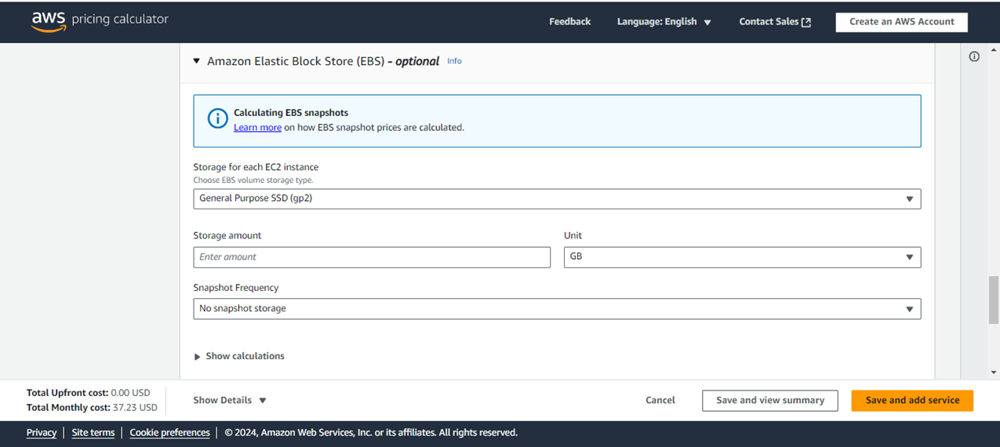 aws pricing calculator
Feedback
Language: English
Contact Sales
Create an AWS Account
Amazon Elastic Block Store (EBS) - optional Info
Calculating EBS snapshots
Learn more on how EBS snapshot prices are calculated.
Storage for each EC2 instance
Choose EBS volume storage type.
General Purpose SSD (gp2)
Storage amount
Unit
Enter amount
GB
Snapshot Frequency
No snapshot storage
Show calculations
Total Upfront cost: 0.00 USD
Total Monthly cost: 37.23 USD
Show Details
Cancel
Save and view summary
Save and add service
Privacy | Site terms | Cookie preferences | © 2024, Amazon Web Services, Inc. or its affiliates. All rights reserved.